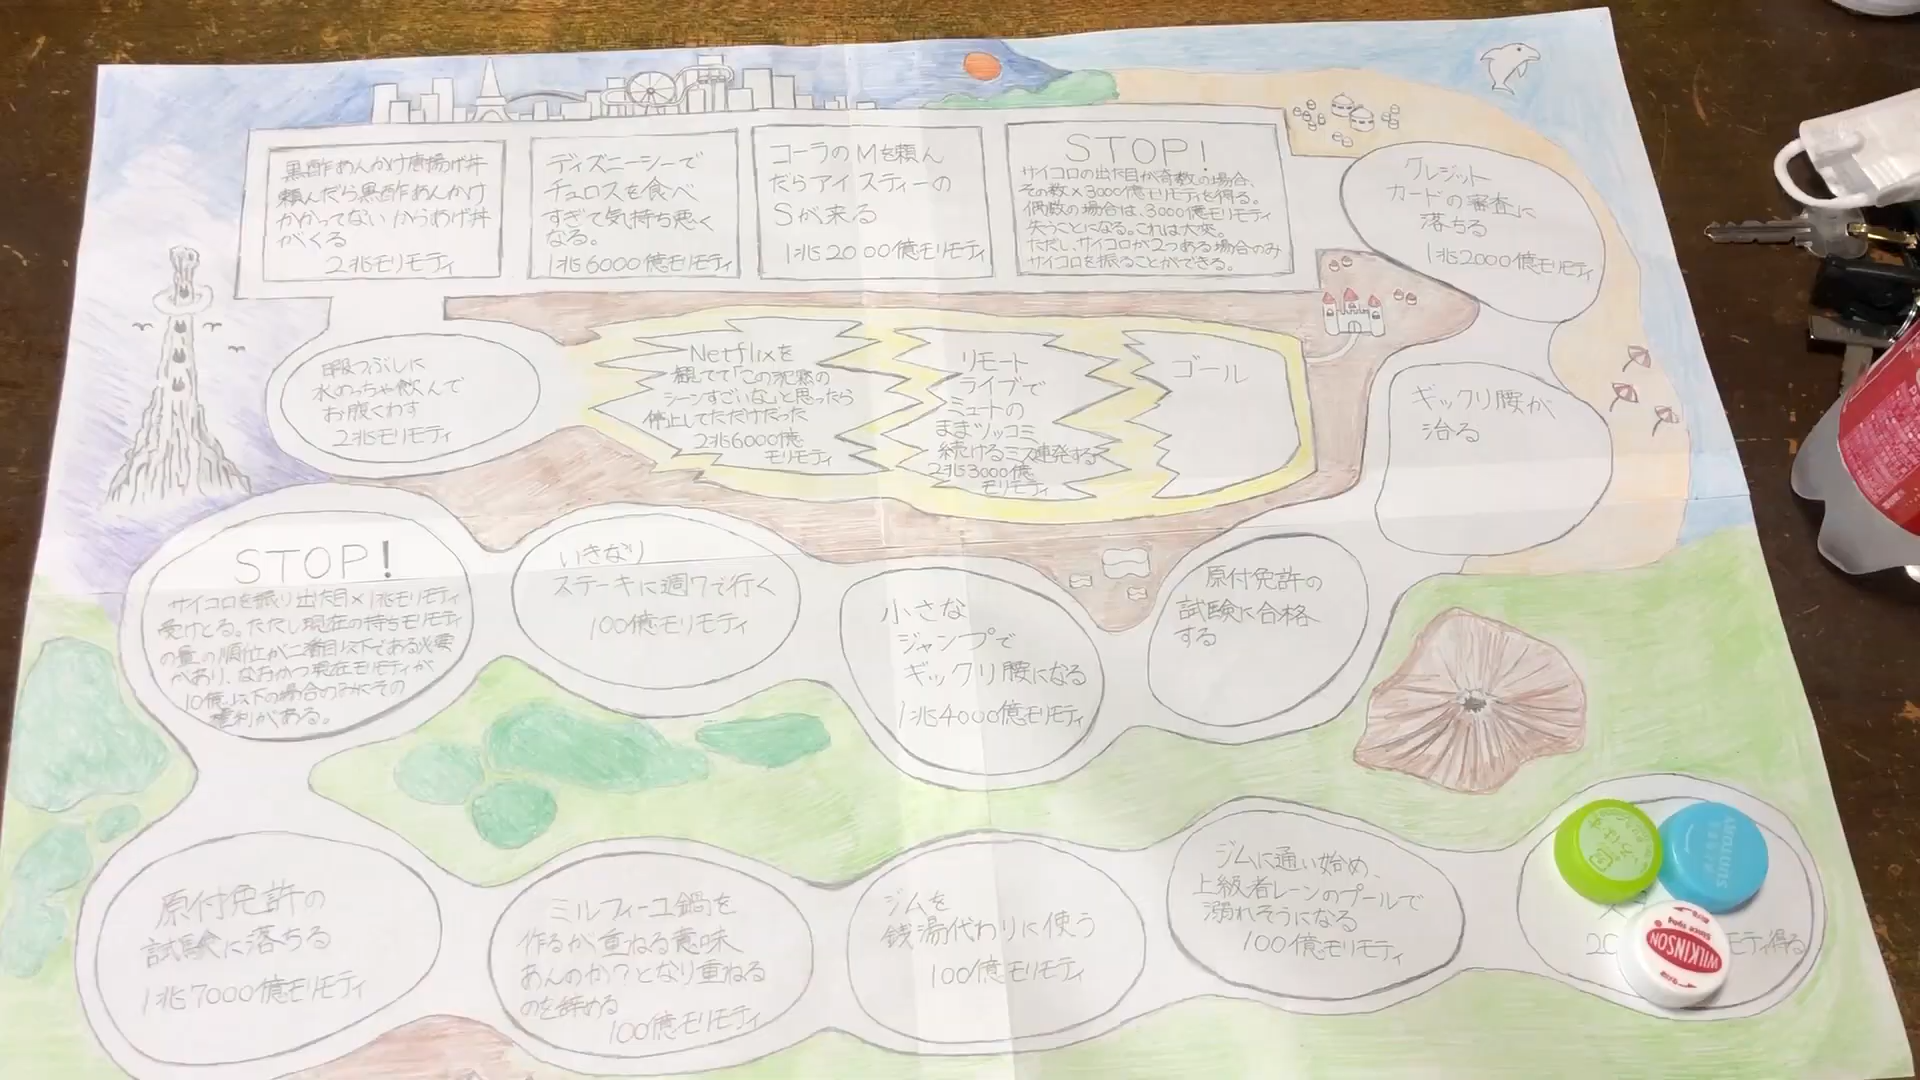 黒酢あんかけ唐揚げ丼
頼んだら黒酢あんかけ
かかってないからあげ丼
がくる
2兆モリモティ
ディズニーシーで
チュロスを食べ
すぎて気持ち悪く
なる。
1兆6000億モリモティ
コーラのMを頼ん
だらアイスティーの
Sが来る
1兆2000億モリモティ
STOP!
サイコロの出た目が奇数の場合、
その数×3000億モリモティを得る。
偶数の場合は、3000億モリモティ
失うことになる。これは大変。
ただし、サイコロが2つある場合のみ
サイコロを振ることができる。
クレジット
カードの審査に
落ちる
1兆2000億モリモティ
暇つぶしに
水めっちゃ飲んで
お腹くわす
2兆モリモティ
Netflixを
観てて「この沈黙の
シーンすごいな」と思ったら
停止してただけだった
2兆6000億
モリモティ
リモート
ライブで
ミュートの
ままツッコミ
続けるミス連発する
2兆3000億
モリモティ
ゴール
ギックリ腰が
治る
STOP!
サイコロを振り出た目×1兆モリモティ
受けとる。ただし現在の持ちモリモティ
の量の順位が二番目以下である必要
があり、なおかつ現在モリモティが
10億以下の場合のみにその
権利がある。
いきなり
ステーキに週7で行く
100億モリモティ
小さな
ジャンプで
ギックリ腰になる
1兆4000億モリモティ
原付免許の
試験に合格
する
原付免許の
試験に落ちる
1兆7000億モリモティ
ミルフィーユ鍋を
作るが重ねる意味
あんのか?となり重ねる
のを辞める
100億モリモティ
ジムを
銭湯代わりに使う
100億モリモティ
ジムに通い始め、
上級者レーンのプールで
溺れそうになる
100億モリモティ
モティ得る
WILKINSON